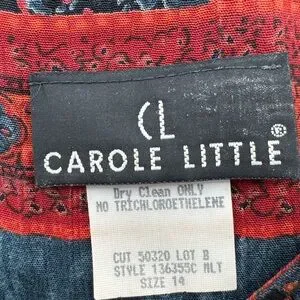 CL
CAROLE LITTLE ®
Dry Clean ONLY
NO TRICHLOROETHELENE
CUT 50320 LOT B
STYLE 136355C MLT
SIZE 14